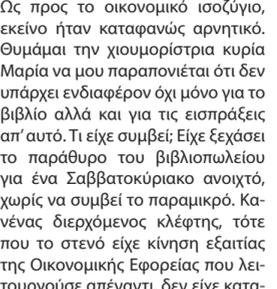 Ως προς το οικονομικό ισοζύγιο,
εκείνο ήταν καταφανώς αρνητικό.
Θυμάμαι την χιουμορίστρια κυρία
Μαρία να μου παραπονιέται ότι δεν
υπάρχει ενδιαφέρον όχι μόνο για το
βιβλίο αλλά και για τις εισπράξεις
απ’ αυτό. Τι είχε συμβεί; Είχε ξεχάσει
το παράθυρο του βιβλιοπωλείου
για ένα Σαββατοκύριακο ανοιχτό,
χωρίς να συμβεί το παραμικρό. Κα-
νένας διερχόμενος κλέφτης, τότε
που το στενό είχε κίνηση εξαιτίας
της Οικονομικής Εφορείας που λει-
τουργούσε απέναντι, δεν είχε κατα-